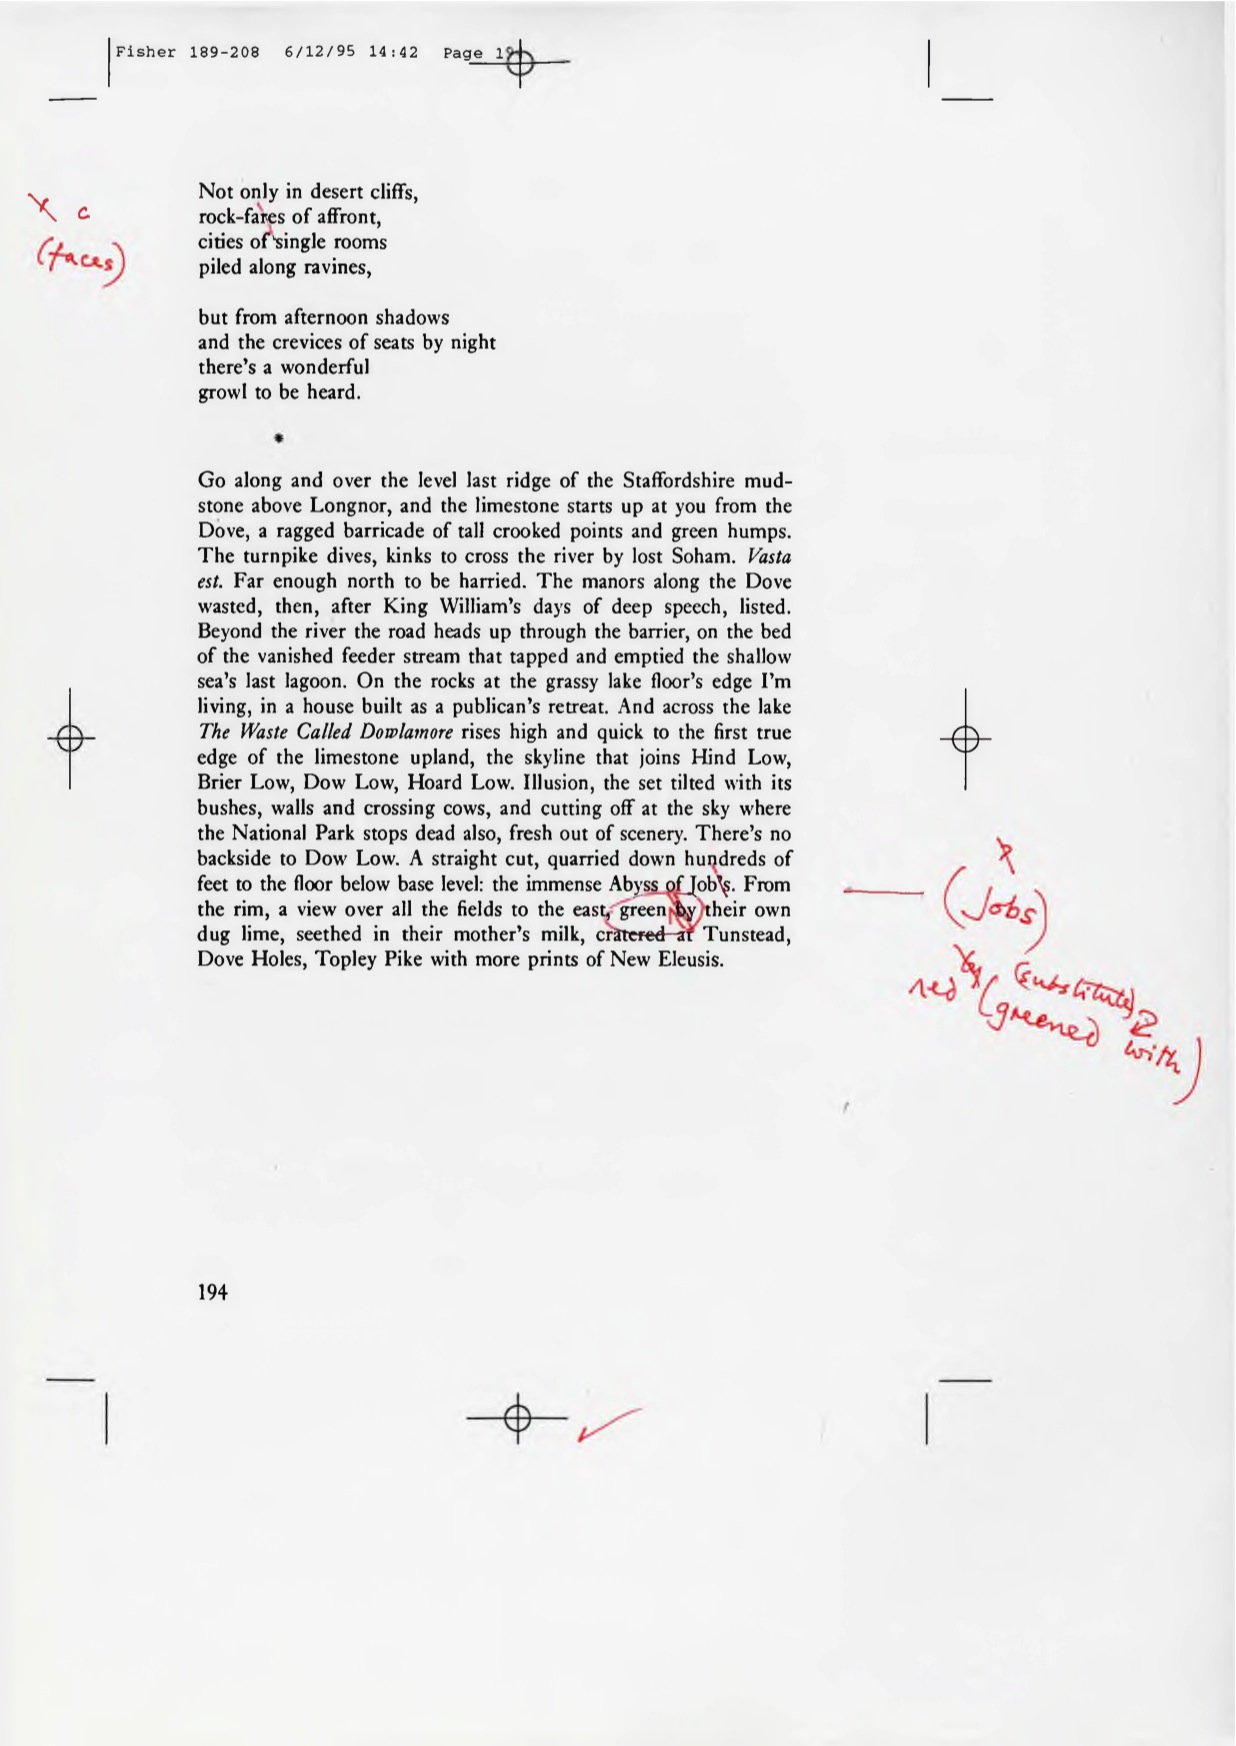 Fisher 189-208 6/12/95 14:42 Page
Not only in desert cliffs,
rock-fares of affront,
cities of single rooms
piled along ravines,
c
(faces)
but from afternoon shadows
and the crevices of seats by night
there's a wonderful
growl to be heard.
*
Go along and over the level last ridge of the Staffordshire mud-
stone above Longnor, and the limestone starts up at you from the
Dove, a ragged barricade of tall crooked points and green humps.
The turnpike dives, kinks to cross the river by lost Soham. Vasta
est. Far enough north to be harried. The manors along the Dove
wasted, then, after King William's days of deep speech, listed.
Beyond the river the road heads up through the barrier, on the bed
of the vanished feeder stream that tapped and emptied the shallow
sea's last lagoon. On the rocks at the grassy lake floor's edge I'm
living, in a house built as a publican's retreat. And across the lake
The Waste Called Dowlamore rises high and quick to the first true
edge of the limestone upland, the skyline that joins Hind Low,
Brier Low, Dow Low, Hoard Low. Illusion, the set tilted with its
bushes, walls and crossing cows, and cutting off at the sky where
the National Park stops dead also, fresh out of scenery. There's no
backside to Dow Low. A straight cut, quarried down hundreds of
feet to the floor below base level: the immense Abyss of Job's. From
the rim, a view over all the fields to the east, green by their own
dug lime, seethed in their mother's milk, cratered at Tunstead,
Dove Holes, Topley Pike with more prints of New Eleusis.
(Jobs)
by (substitute)
ned (greened with)
194